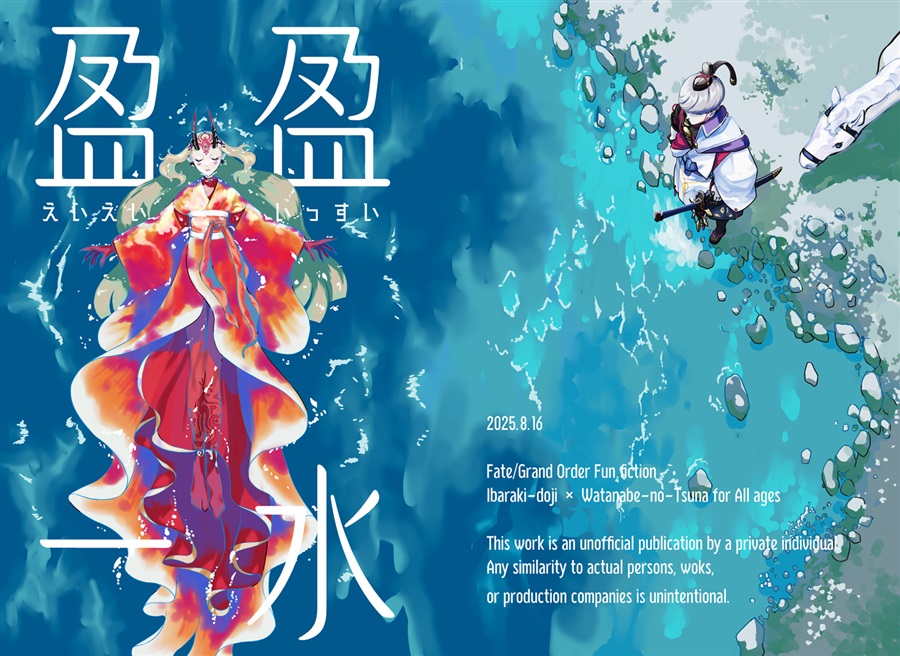 盈盈
えいえい いっすい
一水
2025.8.16
Fate/Grand Order Fun fiction
Ibaraki-doji × Watanabe-no-Tsuna for All ages
This work is an unofficial publication by a private individual.
Any similarity to actual persons, woks,
or production companies is unintentional.